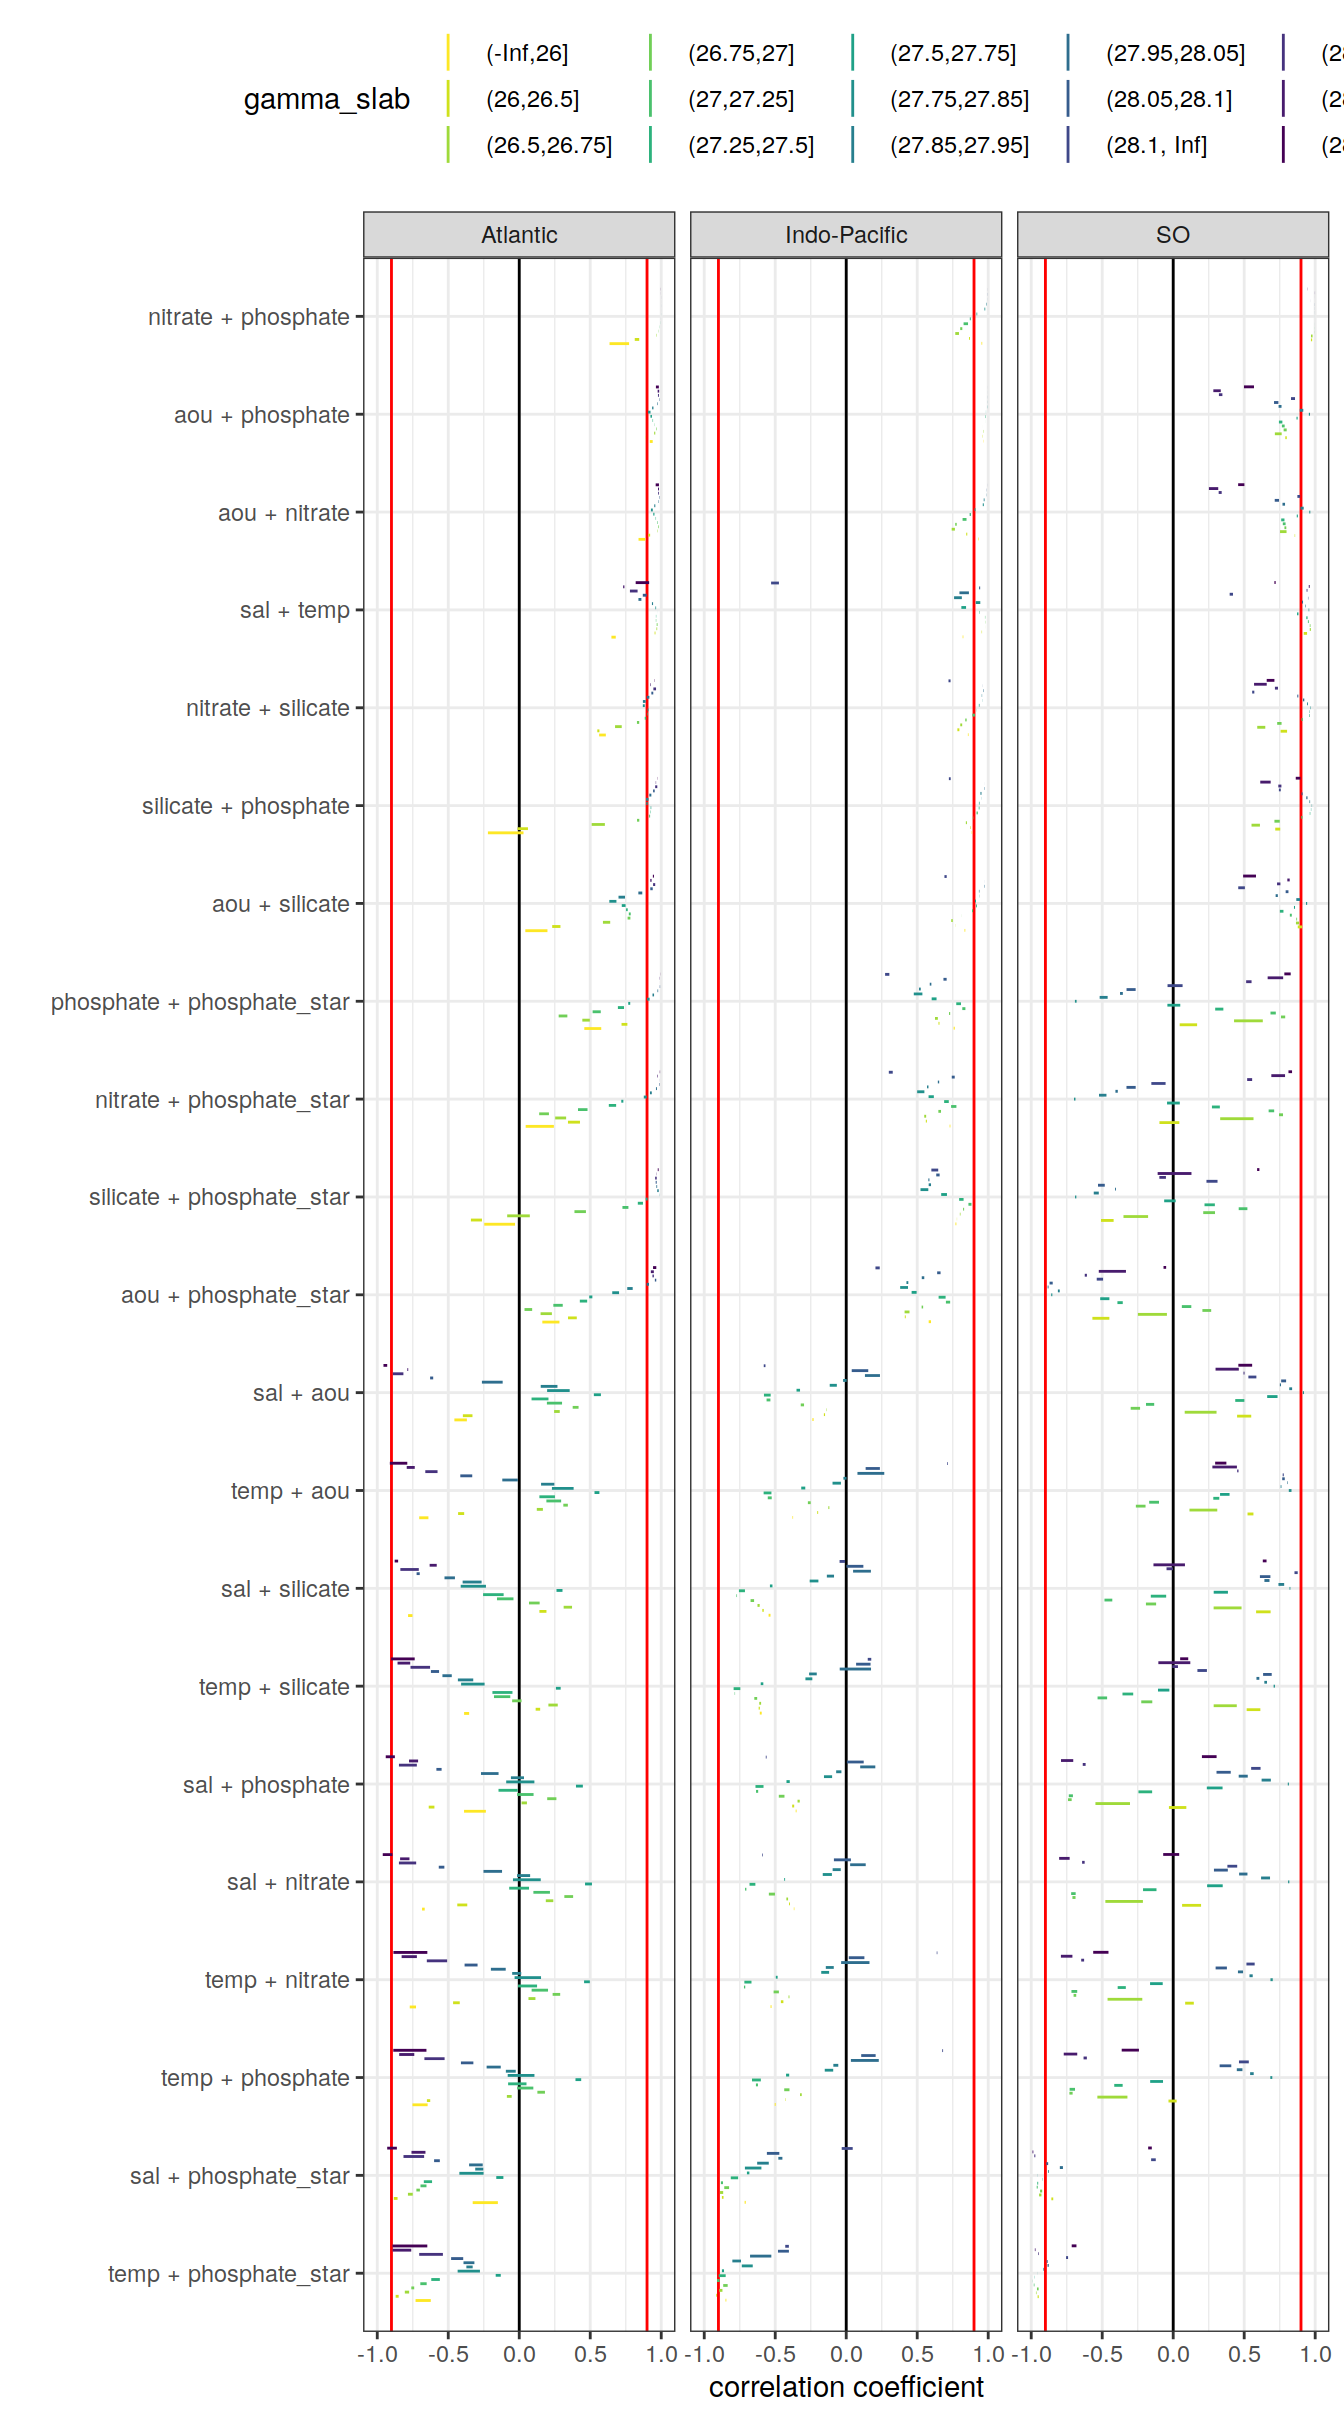 (-Inf,26] (26.75,27] (27.5,27.75] (27.95,28.05]
gamma_slab (26,26.5] (27,27.25] (27.75,27.85] (28.05,28.1]
(26.5,26.75] (27.25,27.5] (27.85,27.95] (28.1, Inf]
Atlantic Indo-Pacific SO
nitrate + phosphate
aou + phosphate
aou + nitrate
sal + temp
nitrate + silicate
silicate + phosphate
aou + silicate
phosphate + phosphate_star
nitrate + phosphate_star
silicate + phosphate_star
aou + phosphate_star
sal + aou
temp + aou
sal + silicate
temp + silicate
sal + phosphate
sal + nitrate
temp + nitrate
temp + phosphate
sal + phosphate_star
temp + phosphate_star
-1.0 -0.5 0.0 0.5 1.0 -1.0 -0.5 0.0 0.5 1.0 -1.0 -0.5 0.0 0.5 1.0
correlation coefficient